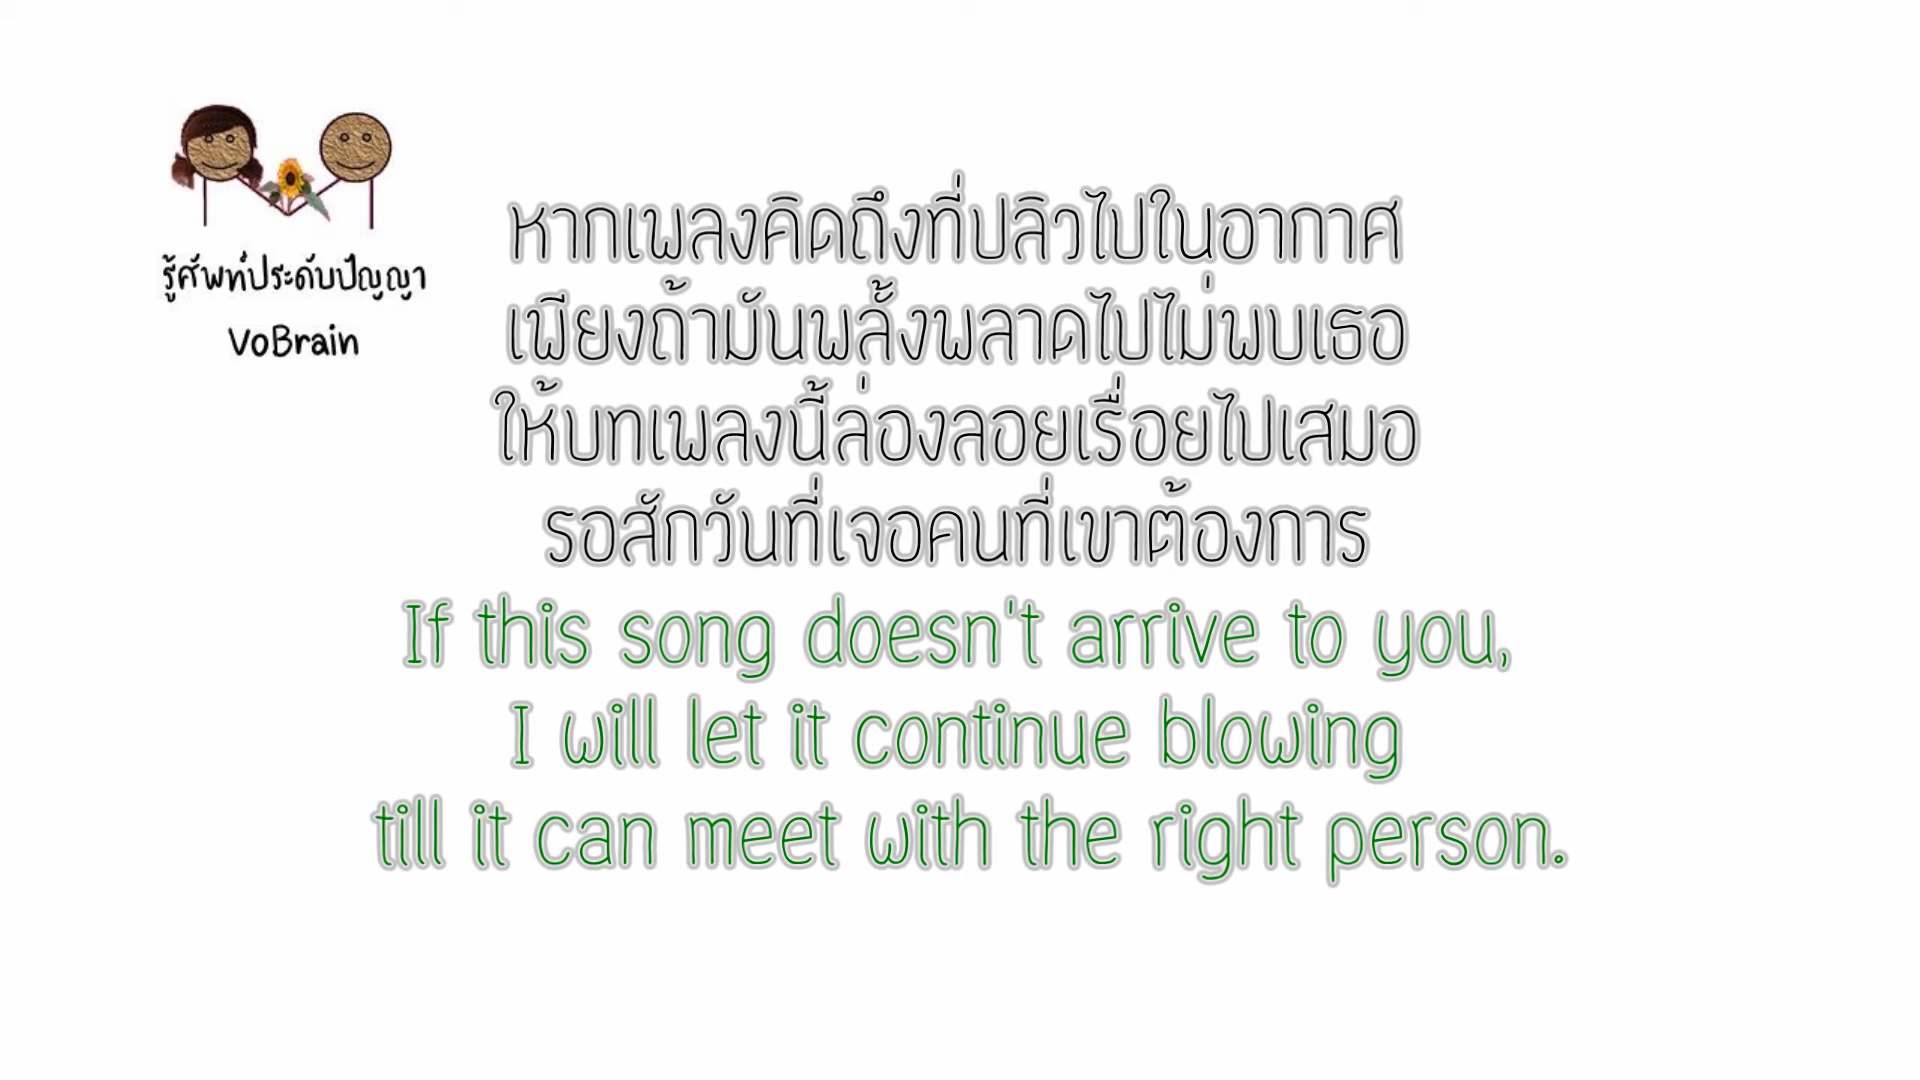 รู้ศัพท์ประดับปัญญา
VoBrain
หากเพลงคิดถึงที่ปลิวไปในอากาศ
เพียงถ้ามันพลั้งพลาดไปไม่พบเธอ
ให้บทเพลงนี้ล่องลอยเรื่อยไปเสมอ
รอสักวันที่เจอคนที่เขาต้องการ
If this song doesn't arrive to you,
I will let it continue blowing
till it can meet with the right person.